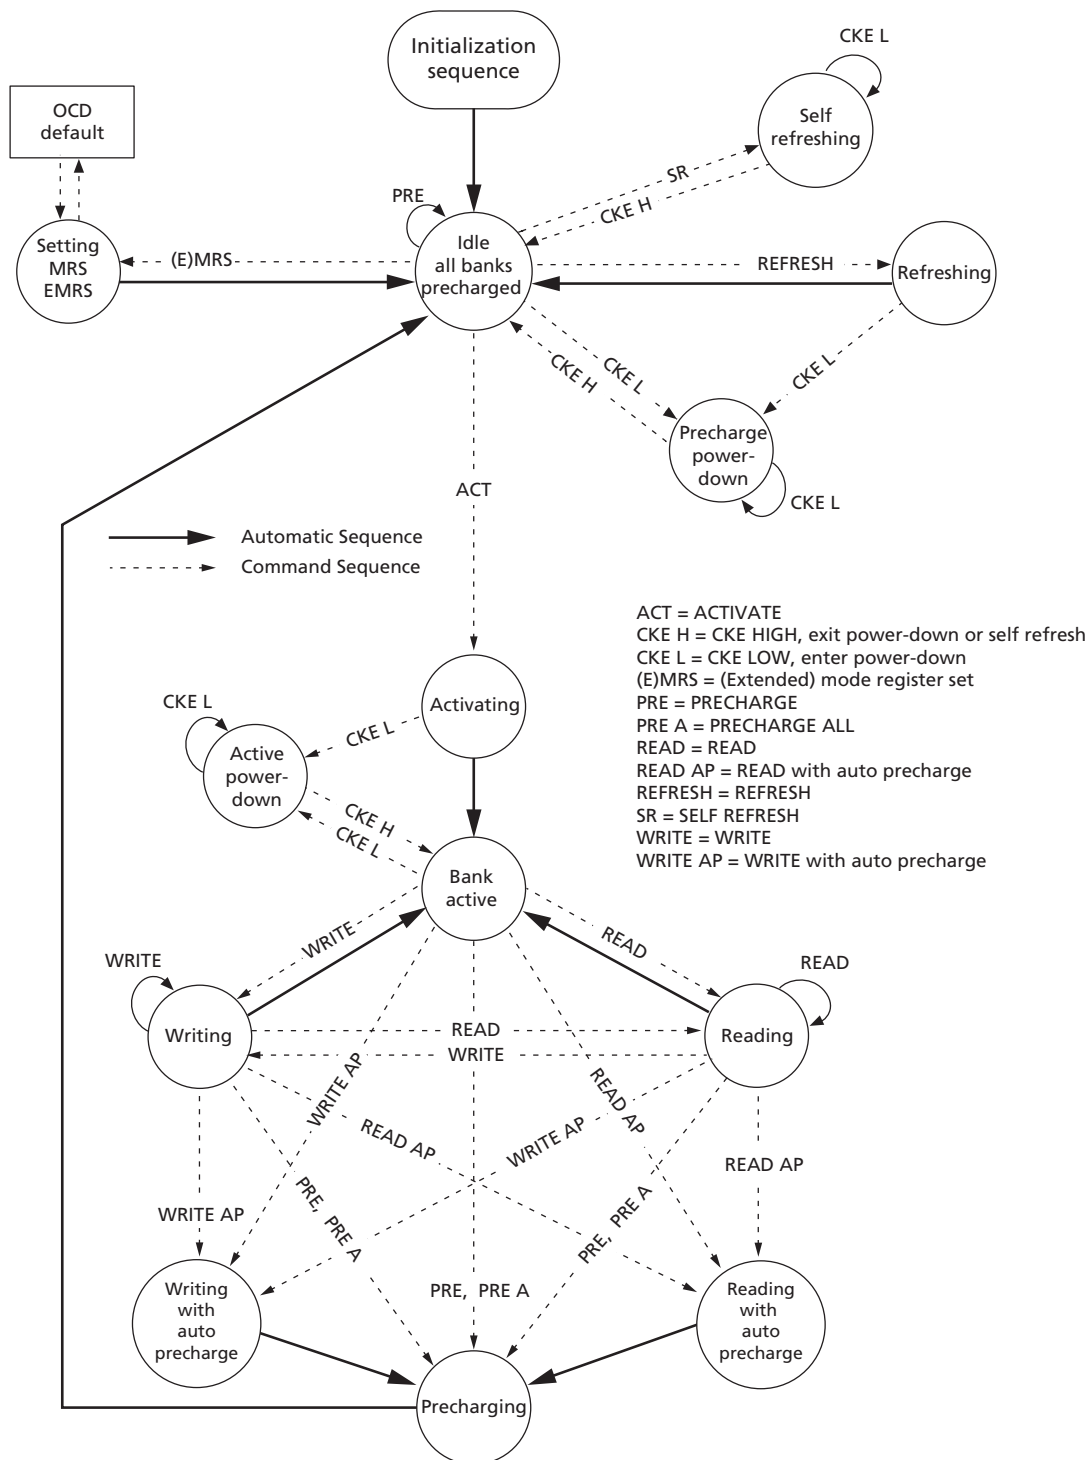 Initialization
sequence
CKE L
OCD
default
Self
refreshing
SR
PRE
CKE H
Setting
MRS
EMRS
(E)MRS
Idle
all banks
precharged
REFRESH
Refreshing
CKE L
CKE H
CKE L
Precharge
power-
down
CKE L
ACT
Automatic Sequence
Command Sequence
ACT = ACTIVATE
CKE H = CKE HIGH, exit power-down or self refresh
CKE L = CKE LOW, enter power-down
(E)MRS = (Extended) mode register set
PRE = PRECHARGE
PRE A = PRECHARGE ALL
READ = READ
READ AP = READ with auto precharge
REFRESH = REFRESH
SR = SELF REFRESH
WRITE = WRITE
WRITE AP = WRITE with auto precharge
Activating
CKE L
CKE L
Active
power-
down
CKE H
CKE L
Bank
active
WRITE
READ
WRITE
READ
Writing
READ
WRITE
Reading
WRITE AP
READ AP
READ AP
WRITE AP
READ AP
WRITE AP
PRE, PRE A
PRE, PRE A
PRE, PRE A
Writing
with
auto
precharge
Reading
with
auto
precharge
Precharging